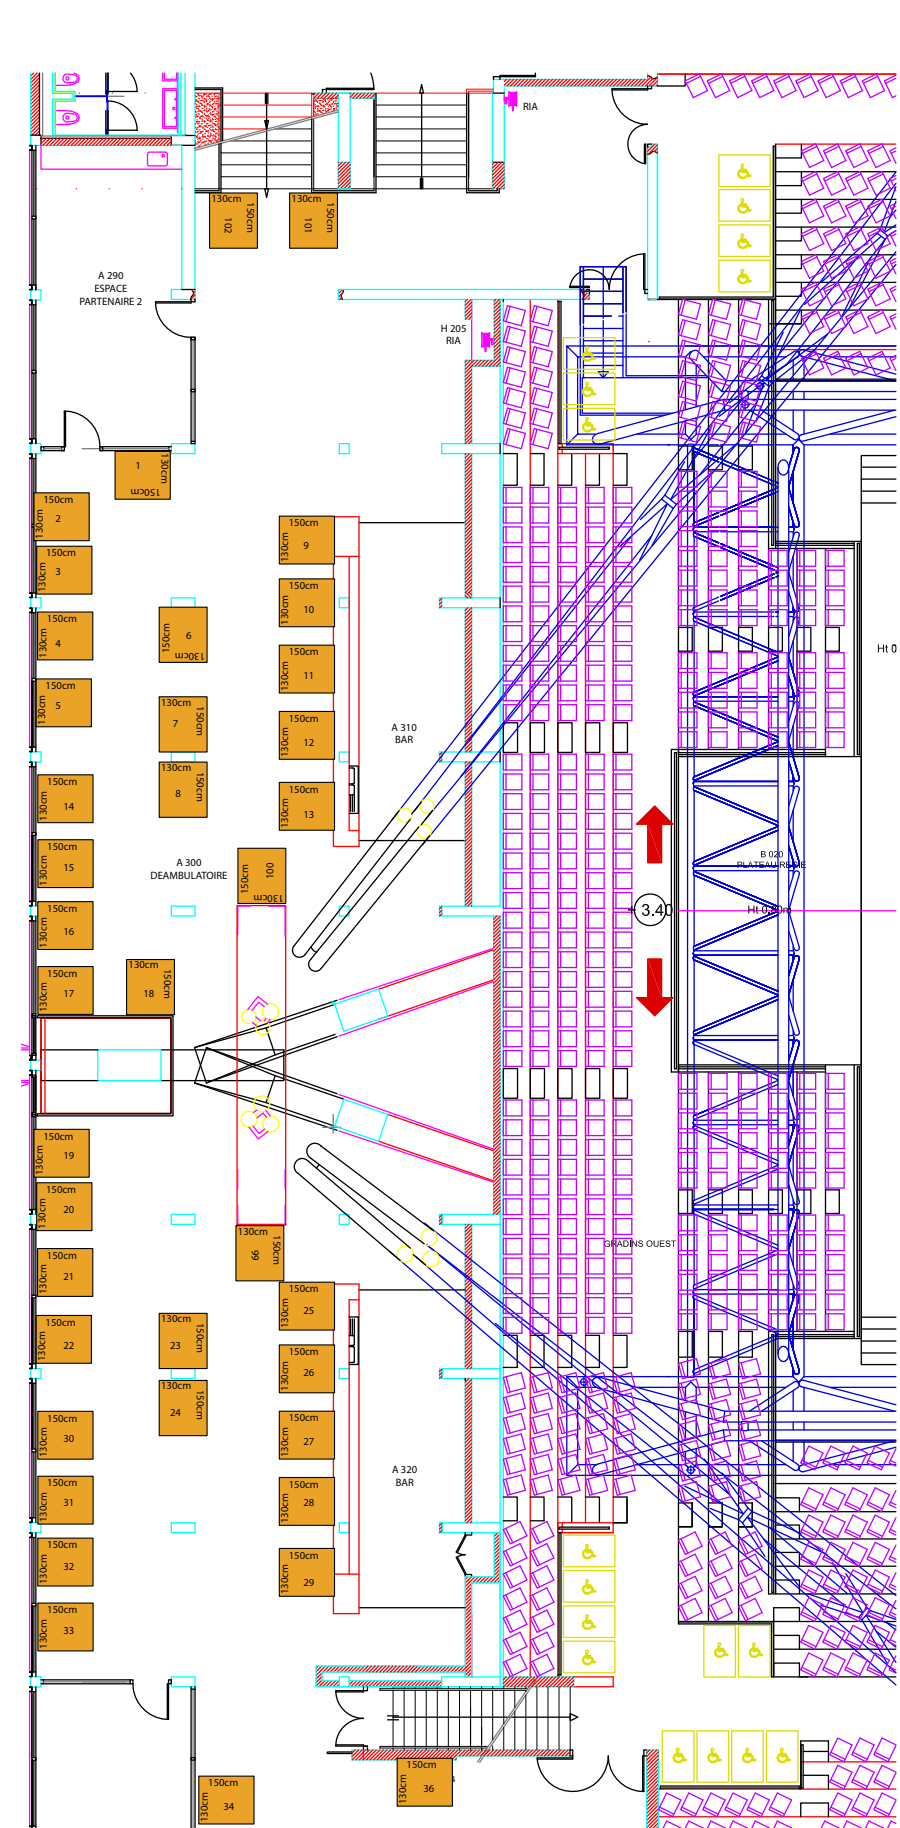 RIA
130cm
150cm
102
130cm
150cm
101
A 290
ESPACE
PARTENAIRE 2
H 205
RIA
1
130cm
150cm
150cm
130cm
2
150cm
130cm
3
150cm
130cm
4
150cm
130cm
5
150cm
6
130cm
130cm
150cm
7
130cm
150cm
8
150cm
130cm
9
150cm
130cm
10
150cm
130cm
11
150cm
130cm
12
150cm
130cm
13
A 310
BAR
Ht 0
150cm
130cm
14
150cm
130cm
15
150cm
130cm
16
150cm
130cm
17
130cm
150cm
18
A 300
DEAMBULATOIRE
150cm
100
130cm
B 020
+ 3.40
150cm
130cm
19
150cm
130cm
20
150cm
130cm
21
150cm
130cm
22
130cm
150cm
23
130cm
150cm
24
130cm
150cm
99
150cm
130cm
25
150cm
130cm
26
150cm
130cm
27
150cm
130cm
28
150cm
130cm
29
GRADINS OUEST
A 320
BAR
150cm
130cm
30
150cm
130cm
31
150cm
130cm
32
150cm
130cm
33
150cm
130cm
34
150cm
130cm
36